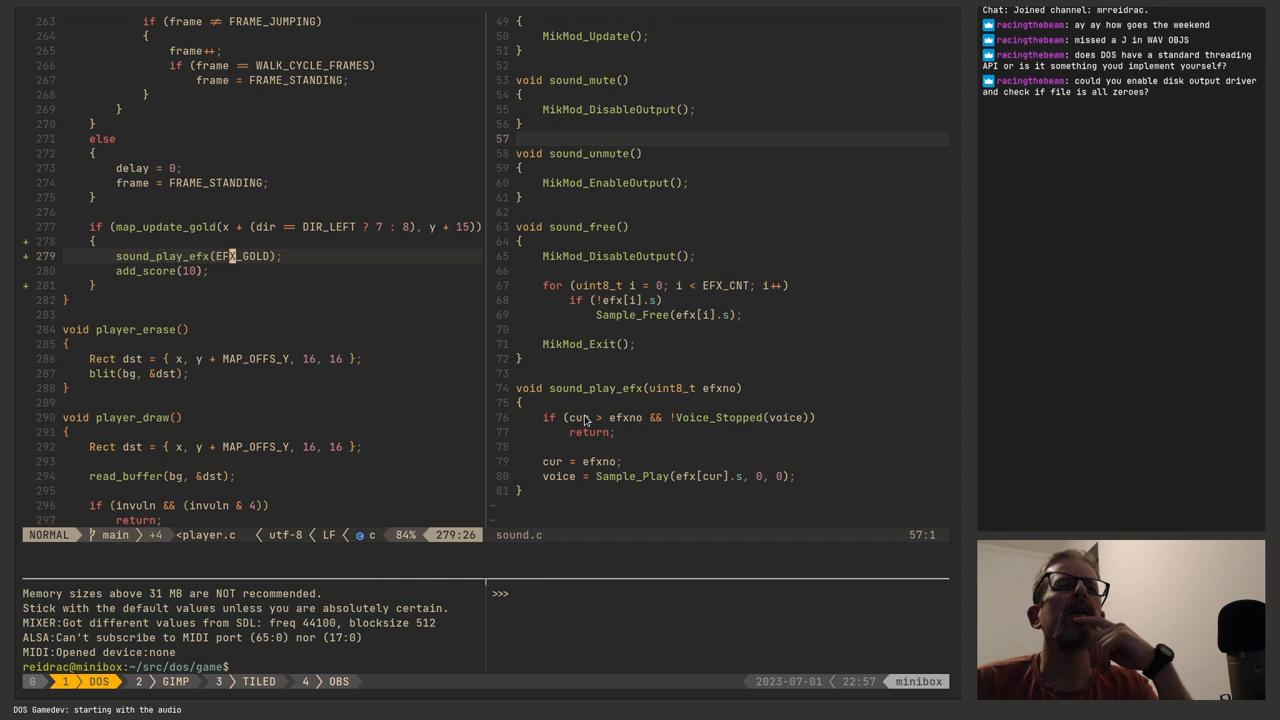 263             if (frame ≠ FRAME_JUMPING)
264             {
265                 frame++;
266                 if (frame == WALK_CYCLE_FRAMES)
267                     frame = FRAME_STANDING;
268             }
269         }
270     }
271     else
272     {
273         delay = 0;
274         frame = FRAME_STANDING;
275     }
276
277     if (map_update_gold(x + (dir == DIR_LEFT ? 7 : 8), y + 15))
+ 278     {
+ 279         sound_play_efx(EFX_GOLD);
280         add_score(10);
+ 281     }
282 }
283
284 void player_erase()
285 {
286     Rect dst = { x, y + MAP_OFFS_Y, 16, 16 };
287     blit(bg, &dst);
288 }
289
290 void player_draw()
291 {
292     Rect dst = { x, y + MAP_OFFS_Y, 16, 16 };
293
294     read_buffer(bg, &dst);
295
296     if (invuln && (invuln & 4))
297         return;
NORMAL main +4 <player.c utf-8 LF c 84% 279:26
49 {
50     MikMod_Update();
51 }
52
53 void sound_mute()
54 {
55     MikMod_DisableOutput();
56 }
57
58 void sound_unmute()
59 {
60     MikMod_EnableOutput();
61 }
62
63 void sound_free()
64 {
65     MikMod_DisableOutput();
66
67     for (uint8_t i = 0; i < EFX_CNT; i++)
68         if (!efx[i].s)
69             Sample_Free(efx[i].s);
70
71     MikMod_Exit();
72 }
73
74 void sound_play_efx(uint8_t efxno)
75 {
76     if (cur > efxno && !Voice_Stopped(voice))
77         return;
78
79     cur = efxno;
80     voice = Sample_Play(efx[cur].s, 0, 0);
81 }
~
~
sound.c 57:1
Memory sizes above 31 MB are NOT recommended.
Stick with the default values unless you are absolutely certain.
MIXER:Got different values from SDL: freq 44100, blocksize 512
ALSA:Can't subscribe to MIDI port (65:0) nor (17:0)
MIDI:Opened device:none
reidrac@minibox:~/src/dos/game$
>>>
0 1 DOS 2 GIMP 3 TILED 4 OBS 2023-07-01 22:57 minibox
DOS Gamedev: starting with the audio
Chat: Joined channel: mrreidrac.
racingthebeam: ay ay how goes the weekend
racingthebeam: missed a J in WAV OBJS
racingthebeam: does DOS have a standard threading
API or is it something youd implement yourself?
racingthebeam: could you enable disk output driver
and check if file is all zeroes?